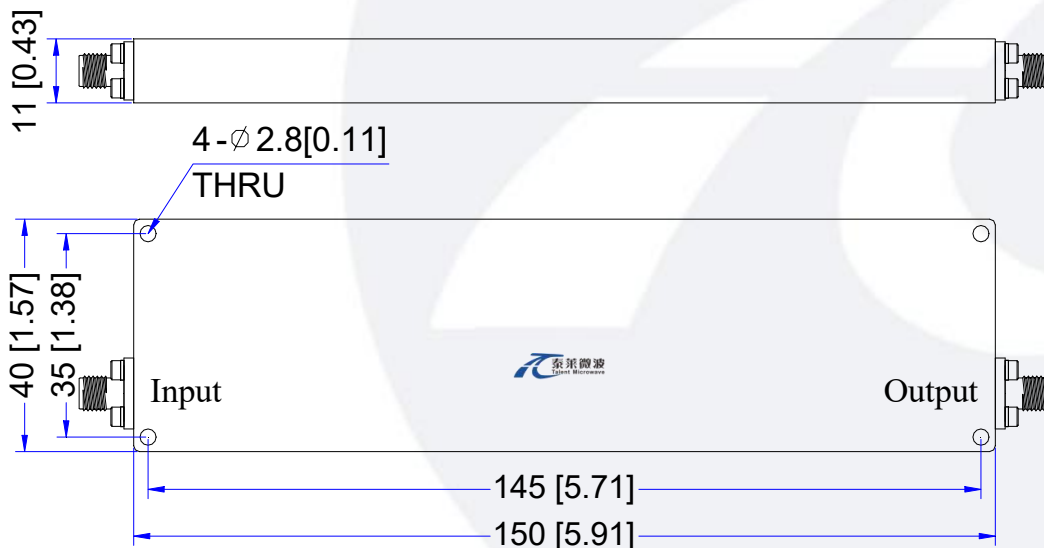 11 [0.43]
4-∅2.8[0.11]
THRU
40 [1.57]
35 [1.38]
泰莱微波
Talent Microwave
Input
Output
145 [5.71]
150 [5.91]